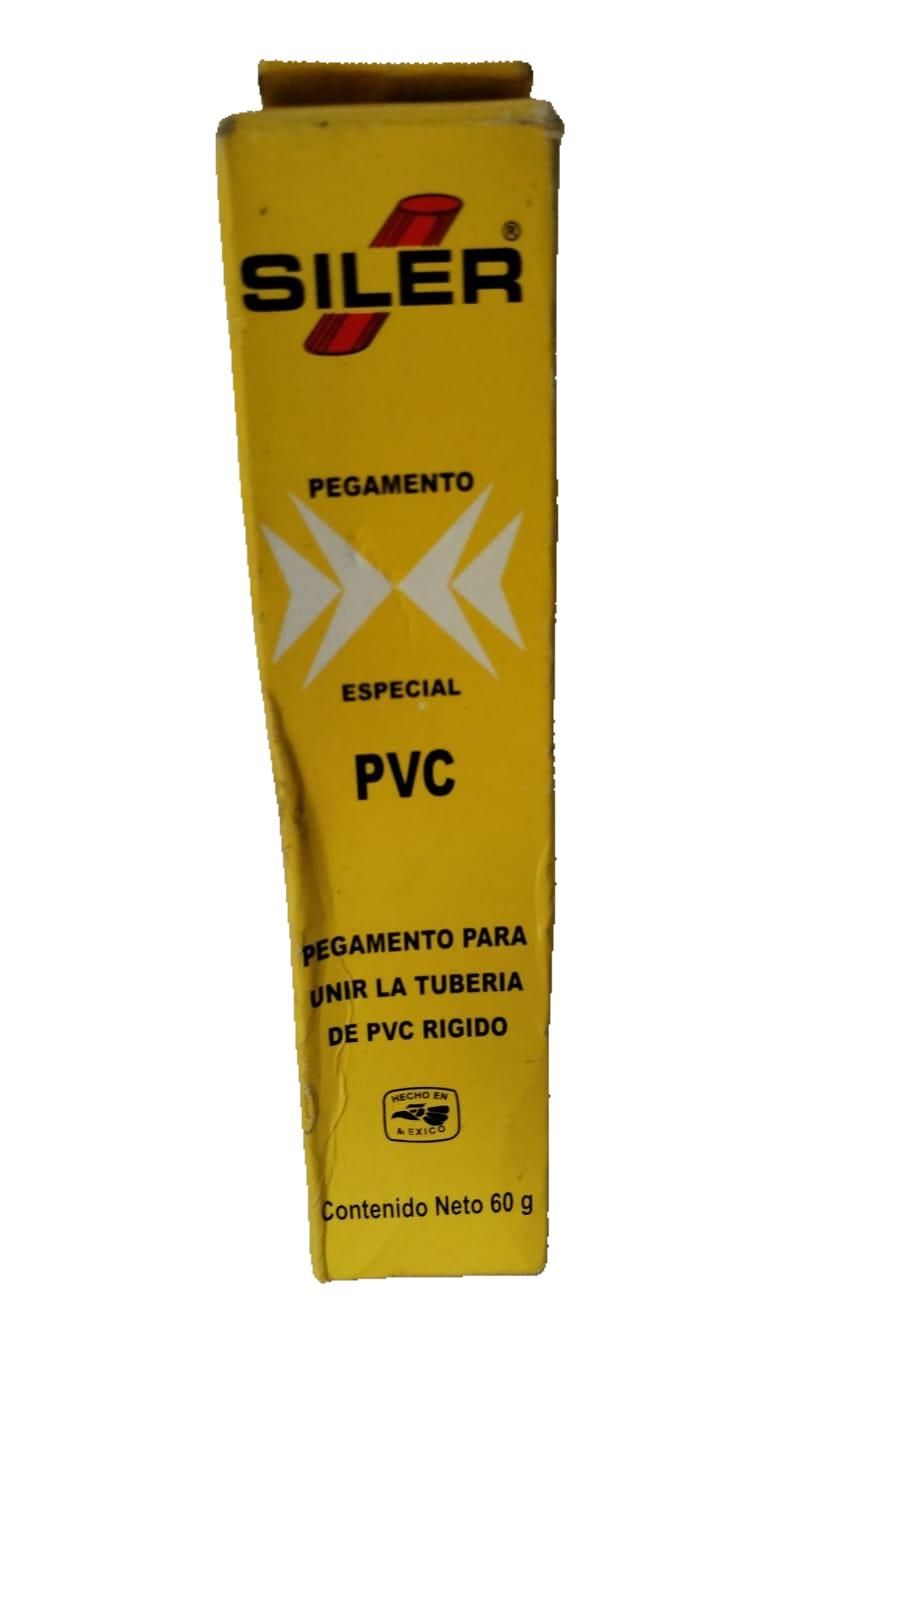 SILER®
PEGAMENTO
ESPECIAL
PVC
PEGAMENTO PARA
UNIR LA TUBERIA
DE PVC RIGIDO
HECHO EN
MEXICO
Contenido Neto 60 g